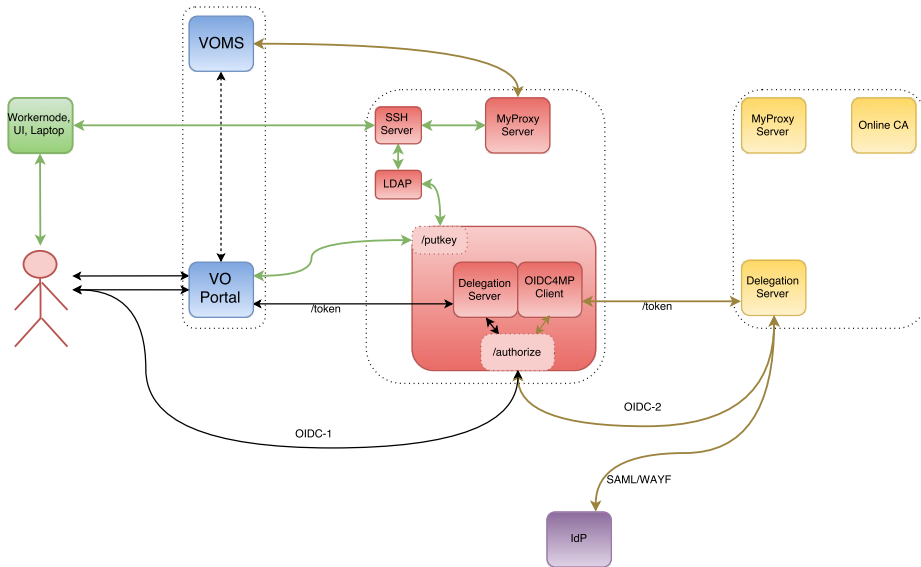 VOMS
Workernode,
UI, Laptop
SSH
Server
MyProxy
Server
MyProxy
Server
Online CA
LDAP
/putkey
VO
Portal
/token
Delegation
Server
OIDC4MP
Client
/token
Delegation
Server
/authorize
OIDC-2
OIDC-1
SAML/WAYF
IdP